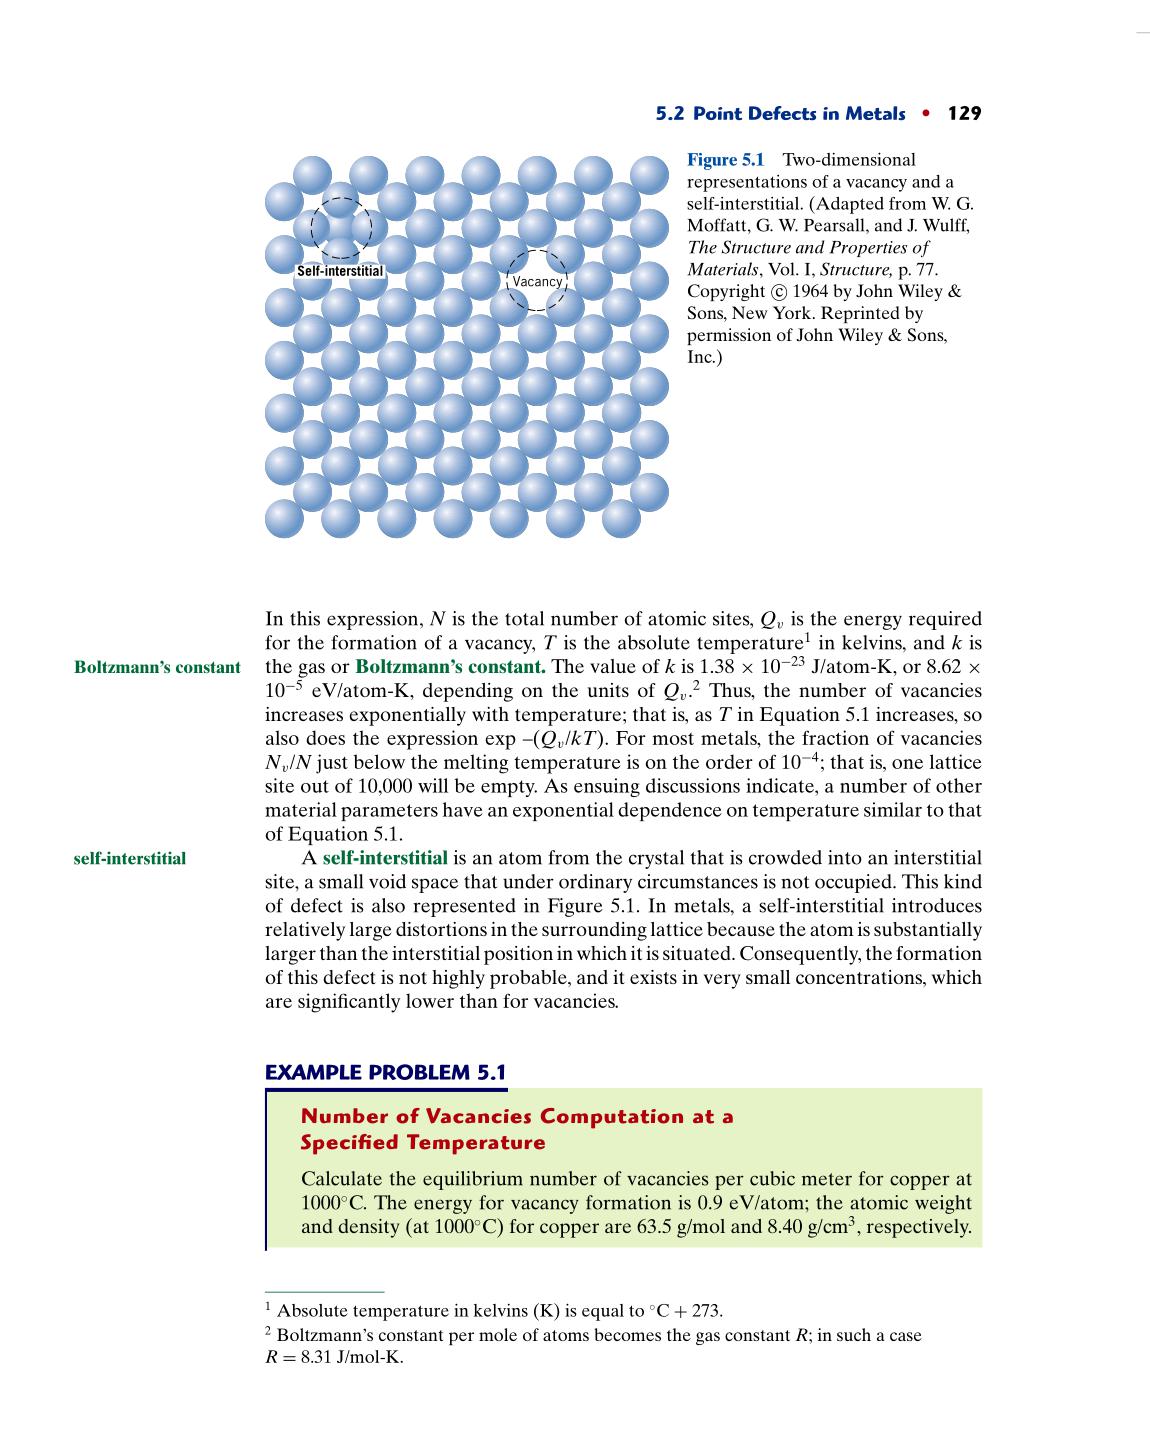 5.2 Point Defects in Metals • 129
Self-interstitial
Vacancy
Figure 5.1 Two-dimensional
representations of a vacancy and a
self-interstitial. (Adapted from W. G.
Moffatt, G. W. Pearsall, and J. Wulff,
The Structure and Properties of
Materials, Vol. I, Structure, p. 77.
Copyright © 1964 by John Wiley &
Sons, New York. Reprinted by
permission of John Wiley & Sons,
Inc.)
In this expression, N is the total number of atomic sites, Qᵥ is the energy required
for the formation of a vacancy, T is the absolute temperature¹ in kelvins, and k is
Boltzmann’s constant
the gas or Boltzmann’s constant. The value of k is 1.38 × 10⁻²³ J/atom-K, or 8.62 ×
10⁻⁵ eV/atom-K, depending on the units of Qᵥ.² Thus, the number of vacancies
increases exponentially with temperature; that is, as T in Equation 5.1 increases, so
also does the expression exp –(Qᵥ/kT). For most metals, the fraction of vacancies
Nᵥ/N just below the melting temperature is on the order of 10⁻⁴; that is, one lattice
site out of 10,000 will be empty. As ensuing discussions indicate, a number of other
material parameters have an exponential dependence on temperature similar to that
of Equation 5.1.
self-interstitial
A self-interstitial is an atom from the crystal that is crowded into an interstitial
site, a small void space that under ordinary circumstances is not occupied. This kind
of defect is also represented in Figure 5.1. In metals, a self-interstitial introduces
relatively large distortions in the surrounding lattice because the atom is substantially
larger than the interstitial position in which it is situated. Consequently, the formation
of this defect is not highly probable, and it exists in very small concentrations, which
are significantly lower than for vacancies.
EXAMPLE PROBLEM 5.1
Number of Vacancies Computation at a
Specified Temperature
Calculate the equilibrium number of vacancies per cubic meter for copper at
1000°C. The energy for vacancy formation is 0.9 eV/atom; the atomic weight
and density (at 1000°C) for copper are 63.5 g/mol and 8.40 g/cm³, respectively.
¹ Absolute temperature in kelvins (K) is equal to °C + 273.
² Boltzmann’s constant per mole of atoms becomes the gas constant R; in such a case
R = 8.31 J/mol-K.